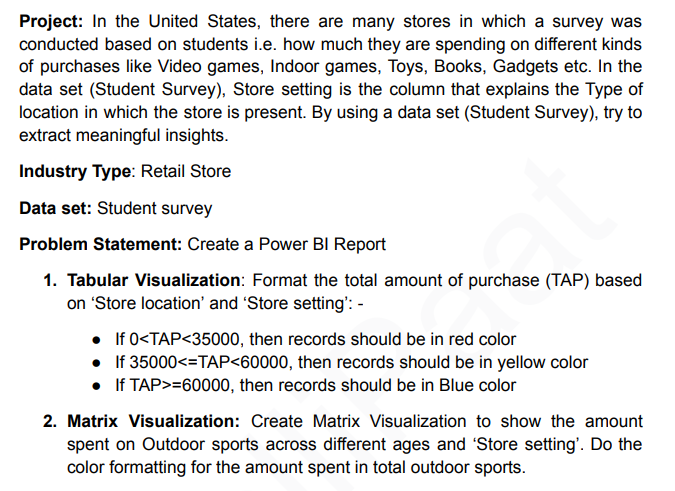 Project: In the United States, there are many stores in which a survey was
conducted based on students i.e. how much they are spending on different kinds
of purchases like Video games, Indoor games, Toys, Books, Gadgets etc. In the
data set (Student Survey), Store setting is the column that explains the Type of
location in which the store is present. By using a data set (Student Survey), try to
extract meaningful insights.
Industry Type: Retail Store
Data set: Student survey
Problem Statement: Create a Power BI Report
1. Tabular Visualization: Format the total amount of purchase (TAP) based
on ‘Store location’ and ‘Store setting’: -
● If 0<TAP<35000, then records should be in red color
● If 35000<=TAP<60000, then records should be in yellow color
● If TAP>=60000, then records should be in Blue color
2. Matrix Visualization: Create Matrix Visualization to show the amount
spent on Outdoor sports across different ages and ‘Store setting’. Do the
color formatting for the amount spent in total outdoor sports.